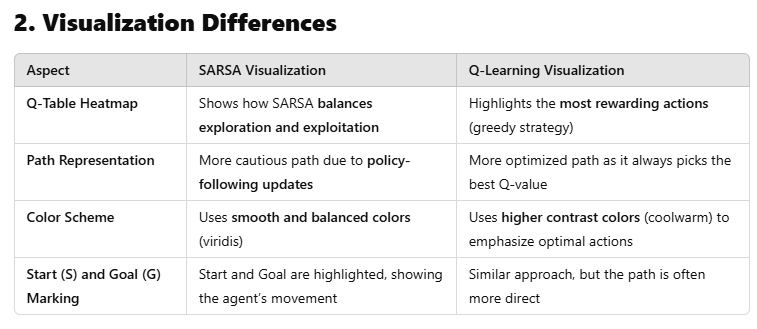 2. Visualization Differences
Aspect SARSA Visualization Q-Learning Visualization
Q-Table Heatmap Shows how SARSA balances Highlights the most rewarding actions
exploration and exploitation (greedy strategy)
Path Representation More cautious path due to policy- More optimized path as it always picks the
following updates best Q-value
Color Scheme Uses smooth and balanced colors Uses higher contrast colors (coolwarm) to
(viridis) emphasize optimal actions
Start (S) and Goal (G) Start and Goal are highlighted, showing Similar approach, but the path is often
Marking the agent's movement more direct